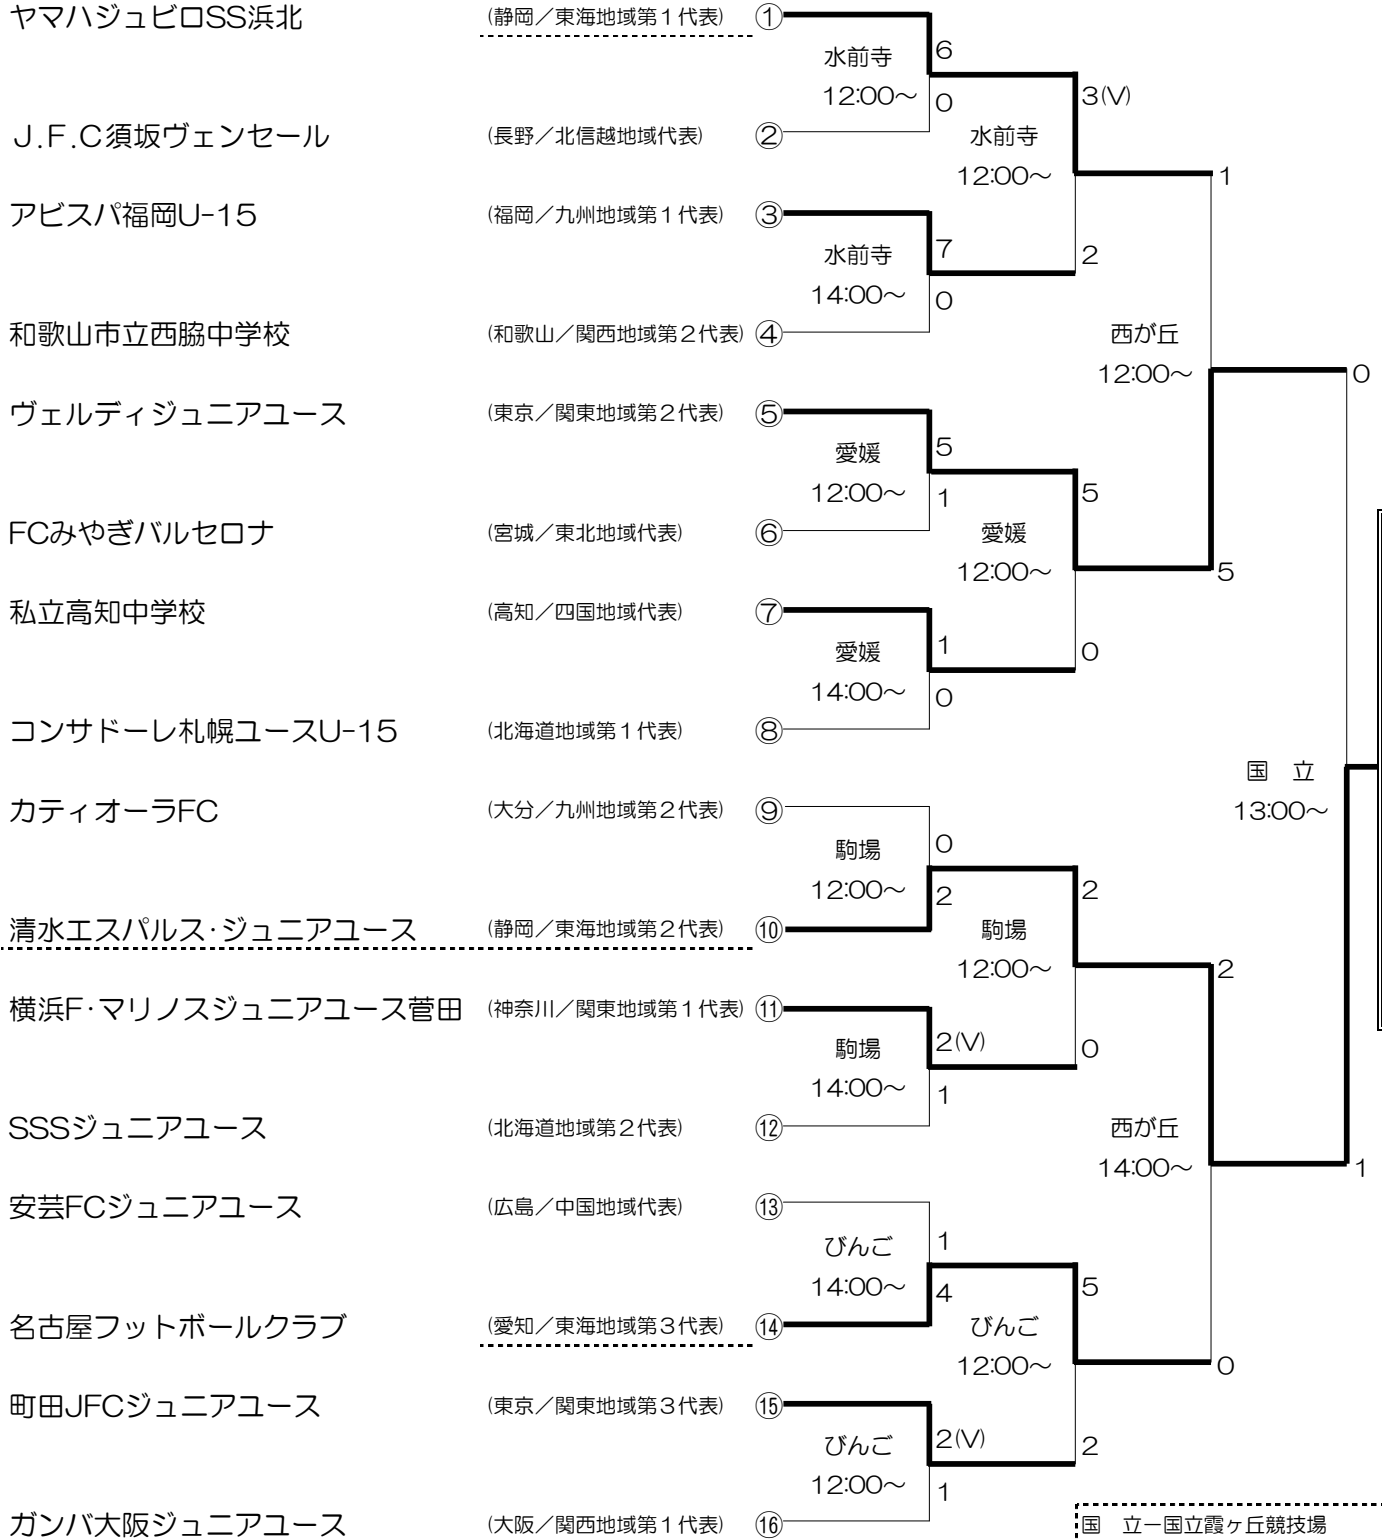 ヤマハジュビロSS浜北 (静岡／東海地域第１代表) ①
6
水前寺
12:00～
0
3(V)
J.F.C須坂ヴェンセール (長野／北信越地域代表) ②
水前寺
12:00～
1
アビスパ福岡U-15 (福岡／九州地域第１代表) ③
7
2
水前寺
14:00～
0
和歌山市立西脇中学校 (和歌山／関西地域第２代表) ④
西が丘
12:00～
0
ヴェルディジュニアユース (東京／関東地域第２代表) ⑤
5
愛媛
12:00～
1
5
FCみやぎバルセロナ (宮城／東北地域代表) ⑥
愛媛
12:00～
5
私立高知中学校 (高知／四国地域代表) ⑦
1
0
愛媛
14:00～
0
コンサドーレ札幌ユースU-15 (北海道地域第１代表) ⑧
国　立
13:00～
カティオーラFC (大分／九州地域第２代表) ⑨
0
駒場
12:00～
2
2
清水エスパルス･ジュニアユース (静岡／東海地域第２代表) ⑩
駒場
12:00～
2
横浜F･マリノスジュニアユース菅田 (神奈川／関東地域第１代表) ⑪
2(V)
0
駒場
14:00～
1
SSSジュニアユース (北海道地域第２代表) ⑫
西が丘
14:00～
1
安芸FCジュニアユース (広島／中国地域代表) ⑬
1
びんご
14:00～
4
5
名古屋フットボールクラブ (愛知／東海地域第３代表) ⑭
びんご
12:00～
0
町田JFCジュニアユース (東京／関東地域第３代表) ⑮
2(V)
2
びんご
12:00～
1
ガンバ大阪ジュニアユース (大阪／関西地域第１代表) ⑯
国　立－国立霞ヶ丘競技場